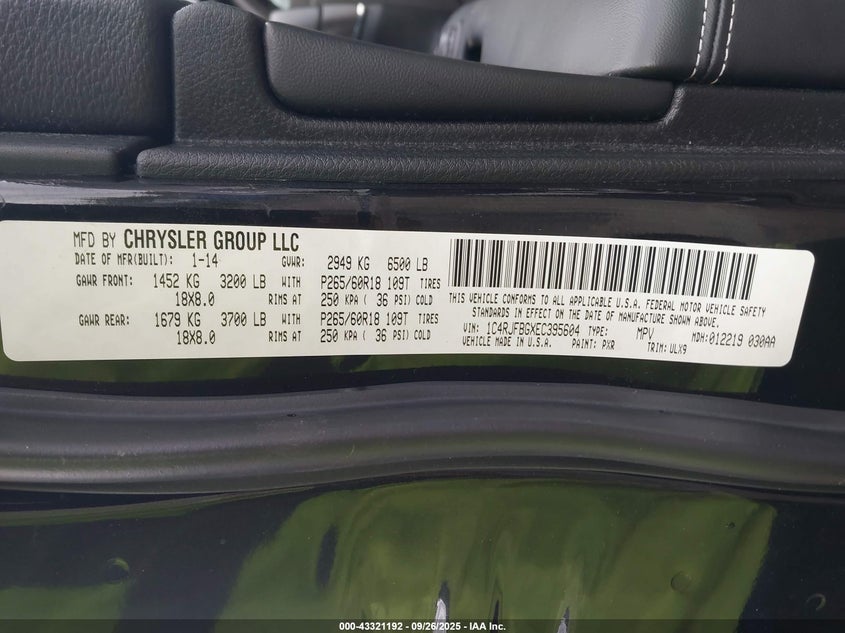 MFD BY CHRYSLER GROUP LLC
DATE OF MFR(BUILT): 1-14 GVWR: 2949 KG 6500 LB
GAWR FRONT: 1452 KG 3200 LB WITH P265/60R18 109T TIRES
18X8.0 RIMS AT 250 KPA ( 36 PSI) COLD
GAWR REAR: 1679 KG 3700 LB WITH P265/60R18 109T TIRES
18X8.0 RIMS AT 250 KPA ( 36 PSI) COLD
THIS VEHICLE CONFORMS TO ALL APPLICABLE U.S.A. FEDERAL MOTOR VEHICLE SAFETY
STANDARDS IN EFFECT ON THE DATE OF MANUFACTURE SHOWN ABOVE.
VIN: 1C4RJFBGXEC395604 TYPE: MPV MDH:012219 030AA
VEHICLE MADE IN U.S.A. PAINT: PXR TRIM: ULX9
000-43321192 - 09/26/2025 - IAA Inc.